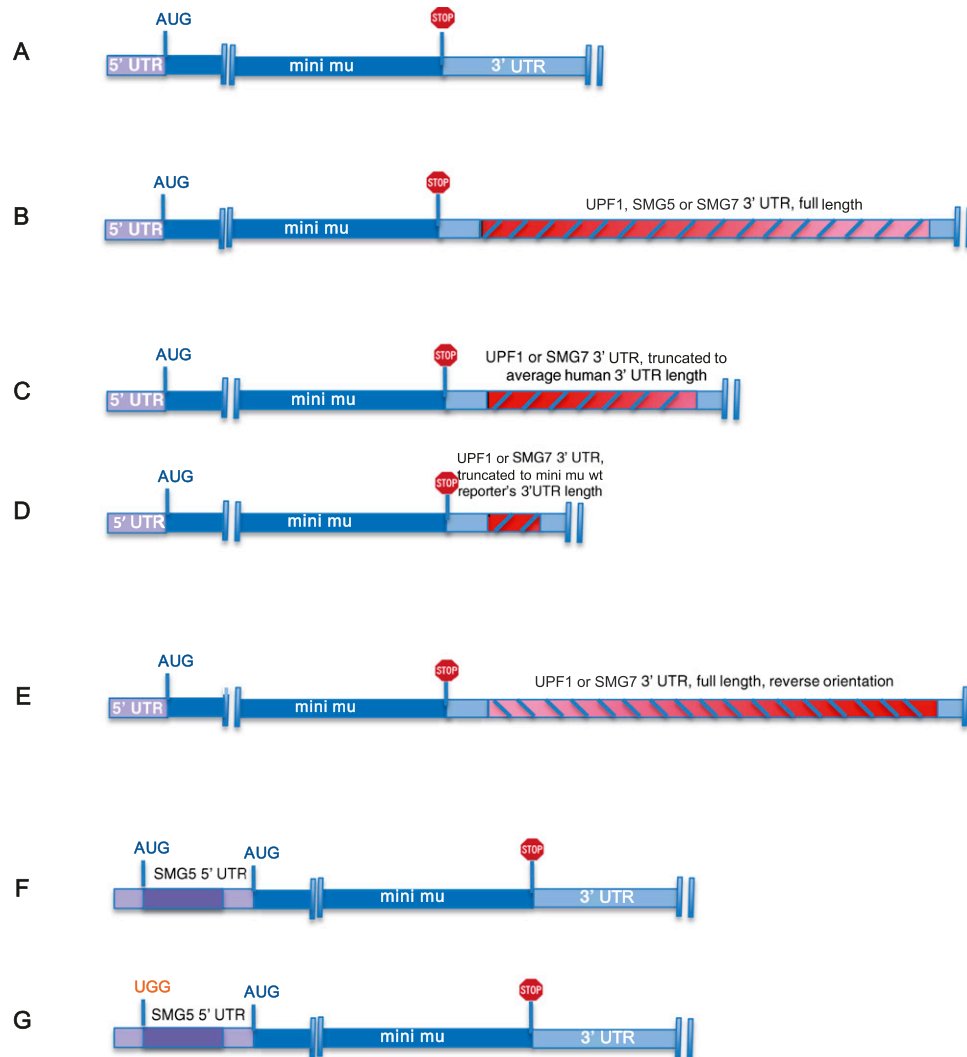 A
AUG
STOP
5' UTR
mini mu
3' UTR
B
AUG
STOP
UPF1, SMG5 or SMG7 3' UTR, full length
5' UTR
mini mu
C
AUG
STOP
UPF1 or SMG7 3' UTR, truncated to
average human 3' UTR length
5' UTR
mini mu
D
AUG
STOP
UPF1 or SMG7 3' UTR,
truncated to mini mu wt
reporter's 3'UTR length
5' UTR
mini mu
E
AUG
STOP
UPF1 or SMG7 3' UTR, full length, reverse orientation
5' UTR
mini mu
F
AUG
SMG5 5' UTR
AUG
STOP
mini mu
3' UTR
G
UGG
SMG5 5' UTR
AUG
STOP
mini mu
3' UTR